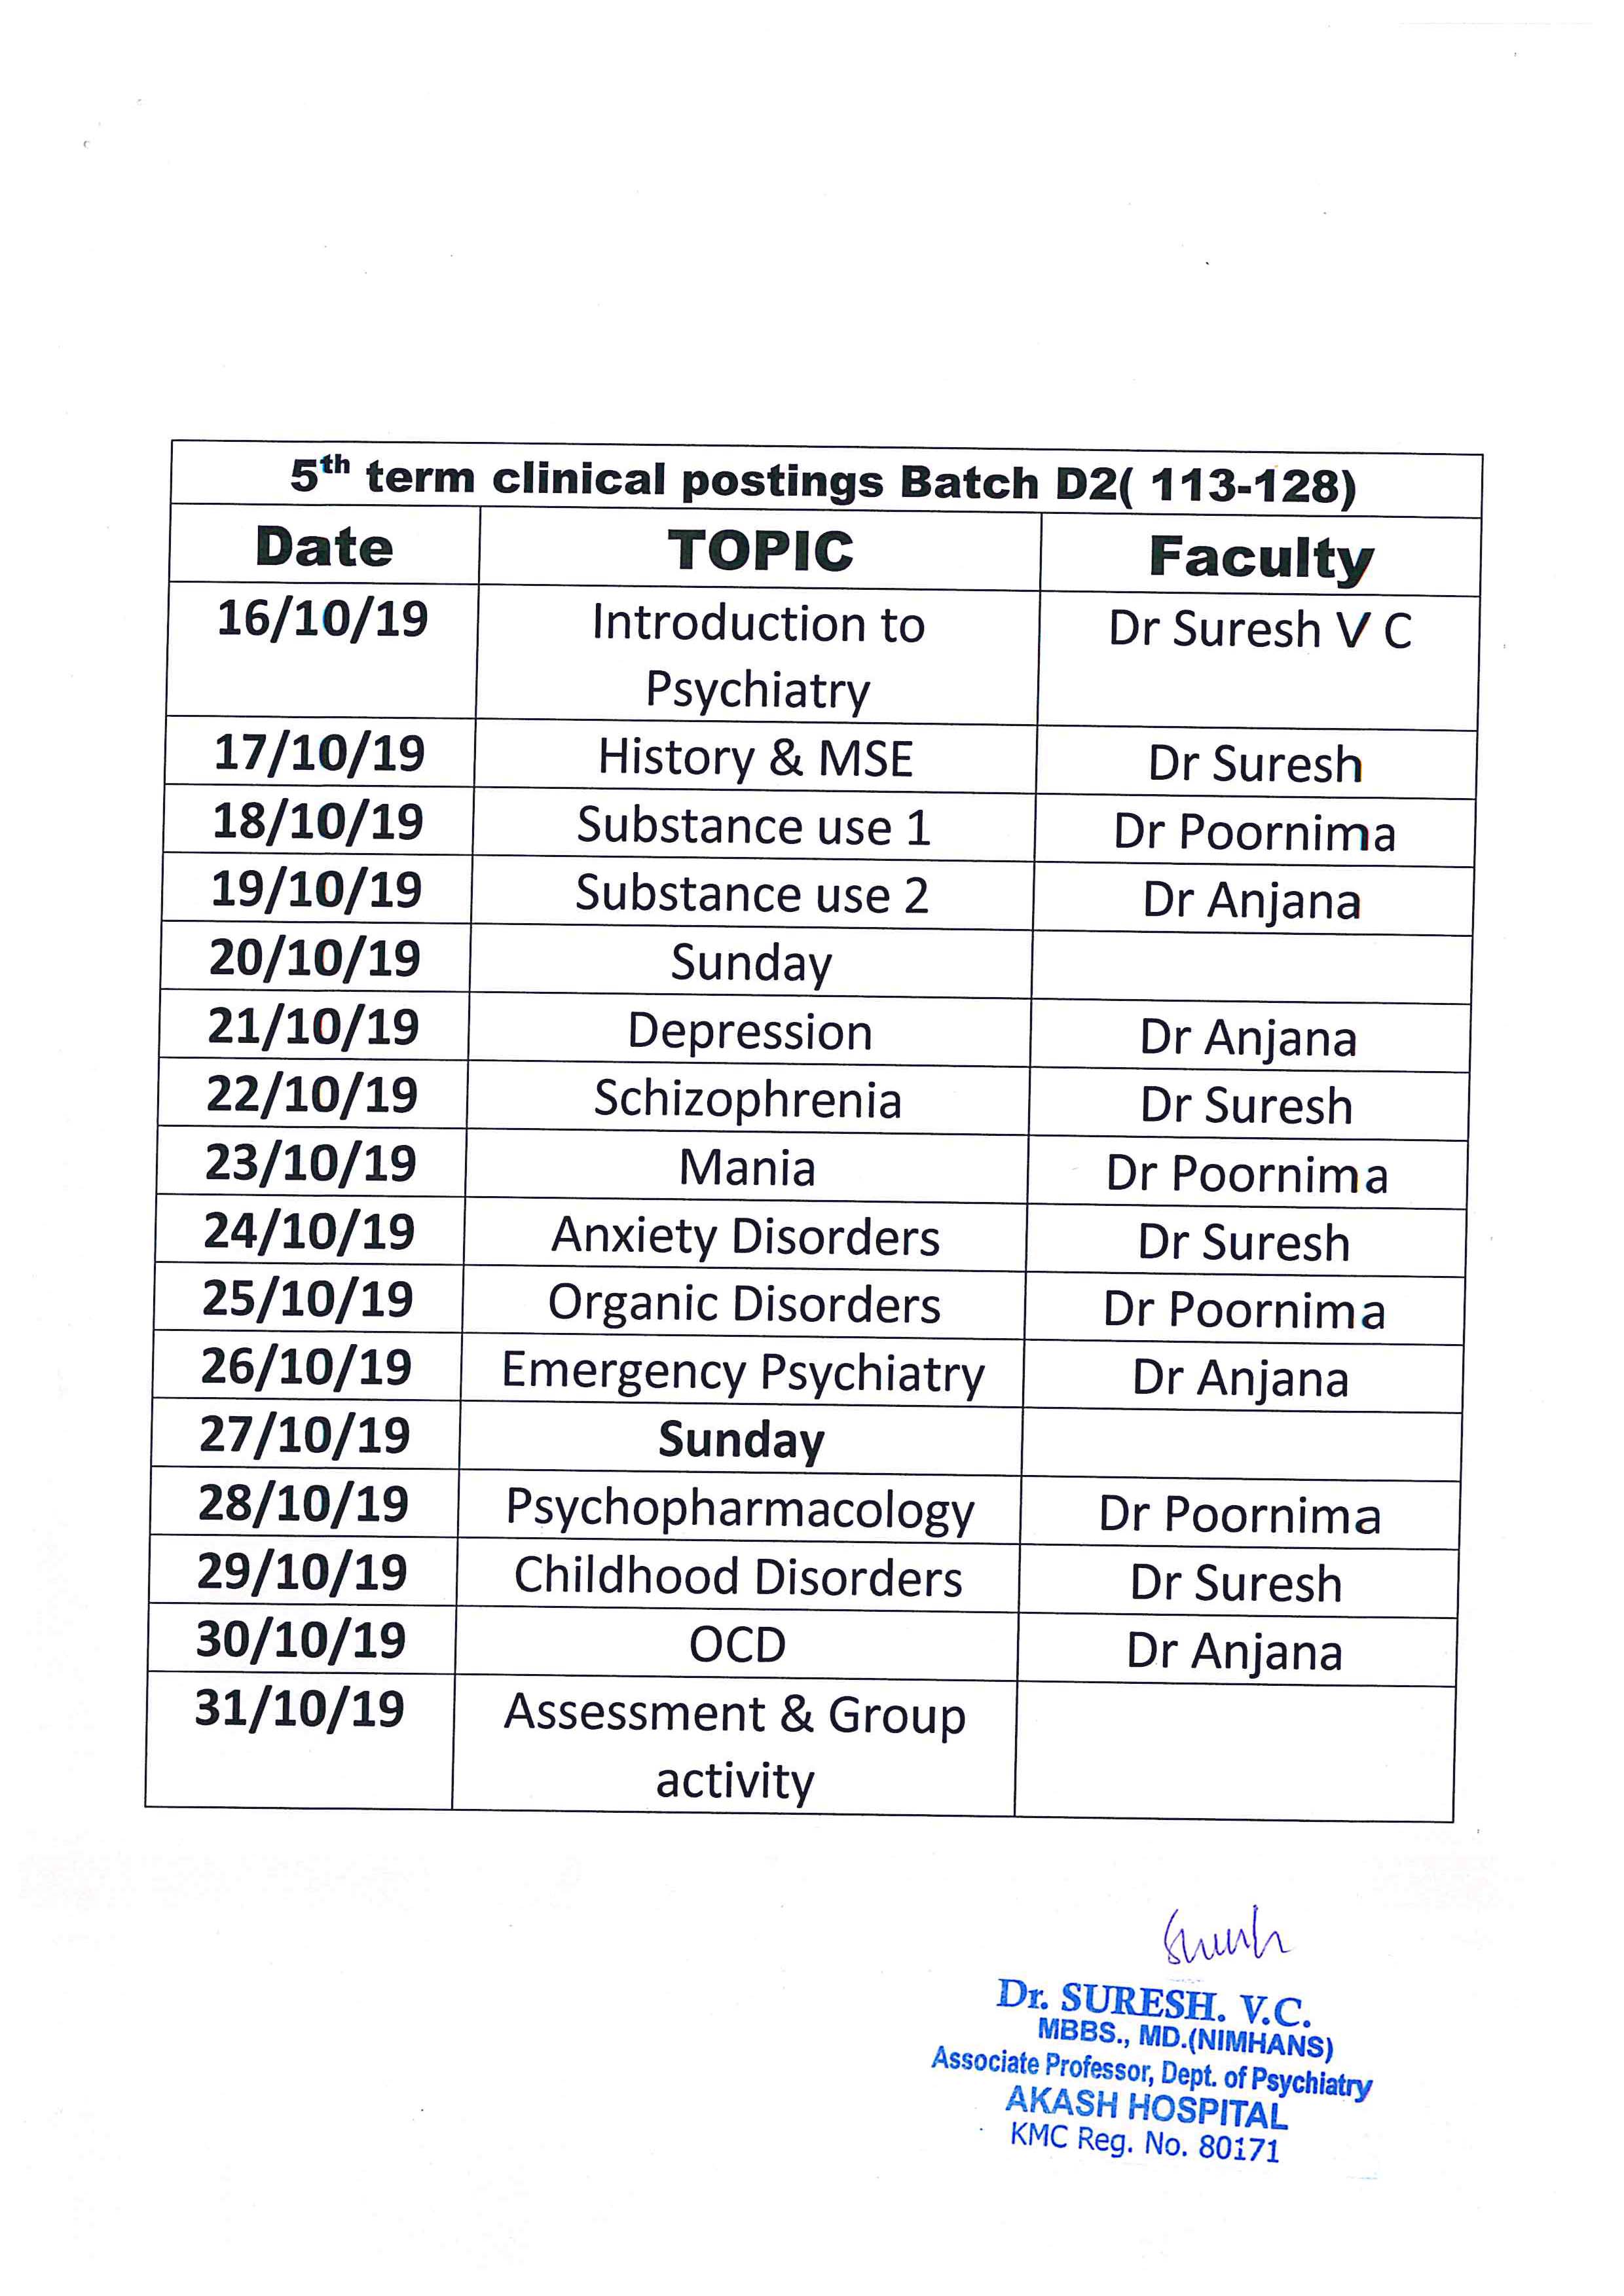 5th term clinical postings Batch D2( 113-128)
Date TOPIC Faculty
16/10/19 Introduction to Dr Suresh V C
Psychiatry
17/10/19 History & MSE Dr Suresh
18/10/19 Substance use 1 Dr Poornima
19/10/19 Substance use 2 Dr Anjana
20/10/19 Sunday
21/10/19 Depression Dr Anjana
22/10/19 Schizophrenia Dr Suresh
23/10/19 Mania Dr Poornima
24/10/19 Anxiety Disorders Dr Suresh
25/10/19 Organic Disorders Dr Poornima
26/10/19 Emergency Psychiatry Dr Anjana
27/10/19 Sunday
28/10/19 Psychopharmacology Dr Poornima
29/10/19 Childhood Disorders Dr Suresh
30/10/19 OCD Dr Anjana
31/10/19 Assessment & Group
activity
Suresh
Dr. SURESH. V.C.
MBBS., MD.(NIMHANS)
Associate Professor, Dept. of Psychiatry
AKASH HOSPITAL
KMC Reg. No. 80171